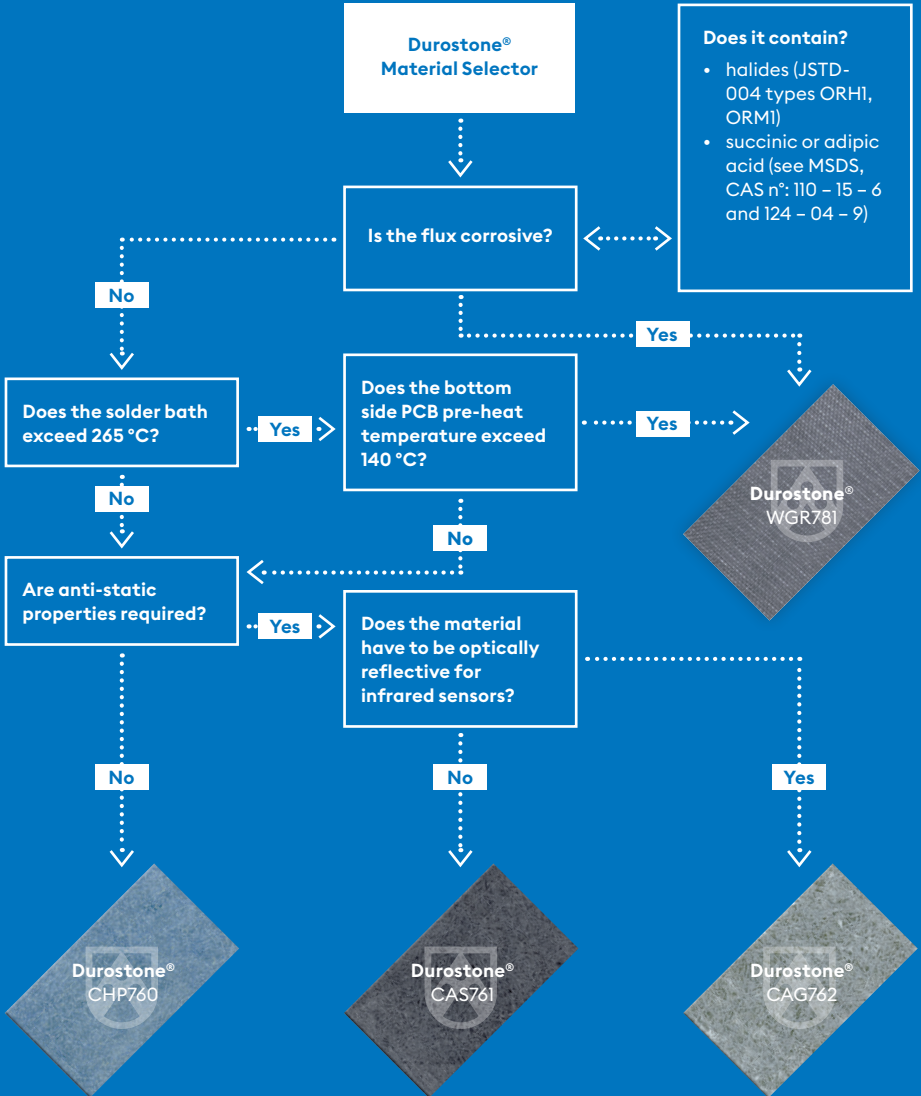 Durostone®
Material Selector
Does it contain?
• halides (JSTD-
004 types ORH1,
ORM1)
• succinic or adipic
acid (see MSDS,
CAS n°: 110 – 15 – 6
and 124 – 04 – 9)
Is the flux corrosive?
No
Yes
Does the solder bath
exceed 265 °C?
Yes
Does the bottom
side PCB pre-heat
temperature exceed
140 °C?
Yes
Durostone®
WGR781
No
No
Are anti-static
properties required?
Yes
Does the material
have to be optically
reflective for
infrared sensors?
No
No
Yes
Durostone®
CHP760
Durostone®
CAS761
Durostone®
CAG762